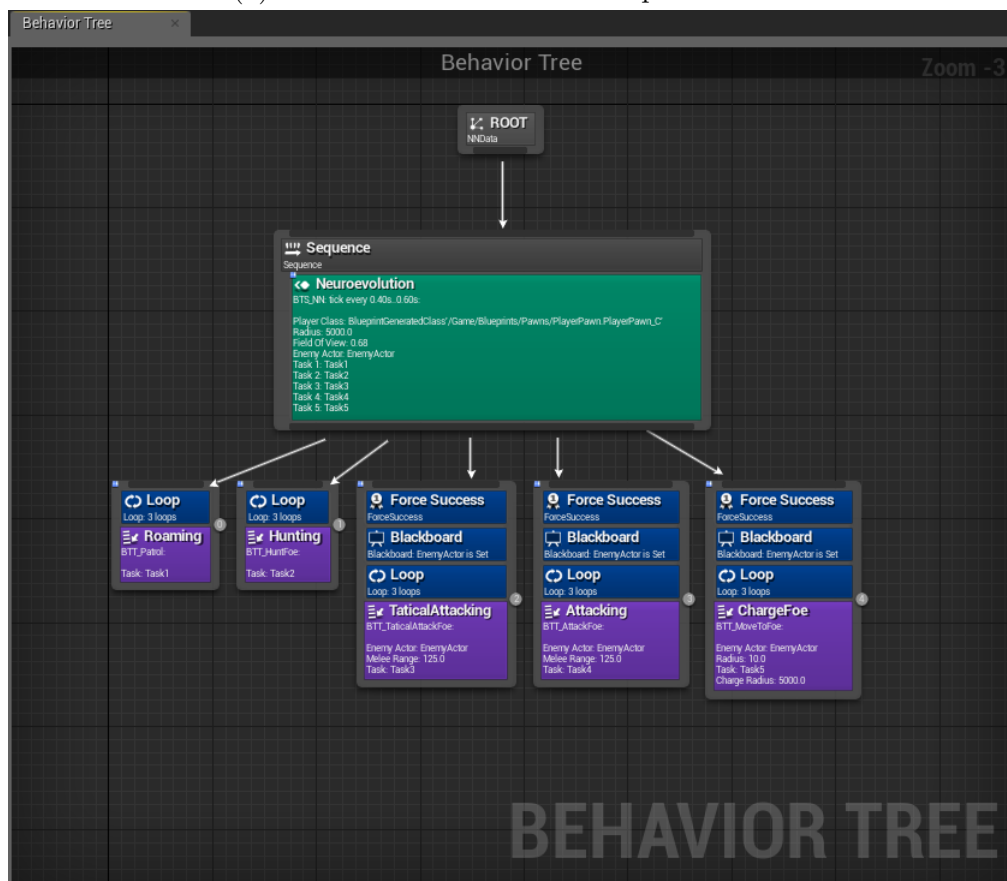 Behavior Tree ×
Behavior Tree
Zoom -3
ROOT
NNData
Sequence
Sequence
Neuroevolution
BTS_NN: tick every 0.40s..0.60s:
Player Class: BlueprintGeneratedClass'/Game/Blueprints/Pawns/PlayerPawn.PlayerPawn_C'
Radius: 5000.0
Field Of View: 0.68
Enemy Actor: EnemyActor
Task 1: Task1
Task 2: Task2
Task 3: Task3
Task 4: Task4
Task 5: Task5
Loop
Loop: 3 loops
0
Roaming
BTT_Patrol:
Task: Task1
Loop
Loop: 3 loops
1
Hunting
BTT_HuntFoe:
Task: Task2
Force Success
ForceSuccess
Blackboard
Blackboard: EnemyActor is Set
Loop
Loop: 3 loops
2
TaticalAttacking
BTT_TaticalAttackFoe:
Enemy Actor: EnemyActor
Melee Range: 125.0
Task: Task3
Force Success
ForceSuccess
Blackboard
Blackboard: EnemyActor is Set
Loop
Loop: 3 loops
3
Attacking
BTT_AttackFoe:
Enemy Actor: EnemyActor
Melee Range: 125.0
Task: Task4
Force Success
ForceSuccess
Blackboard
Blackboard: EnemyActor is Set
Loop
Loop: 3 loops
4
ChargeFoe
BTT_MoveToFoe:
Enemy Actor: EnemyActor
Radius: 10.0
Task: Task5
Charge Radius: 5000.0
BEHAVIOR TREE